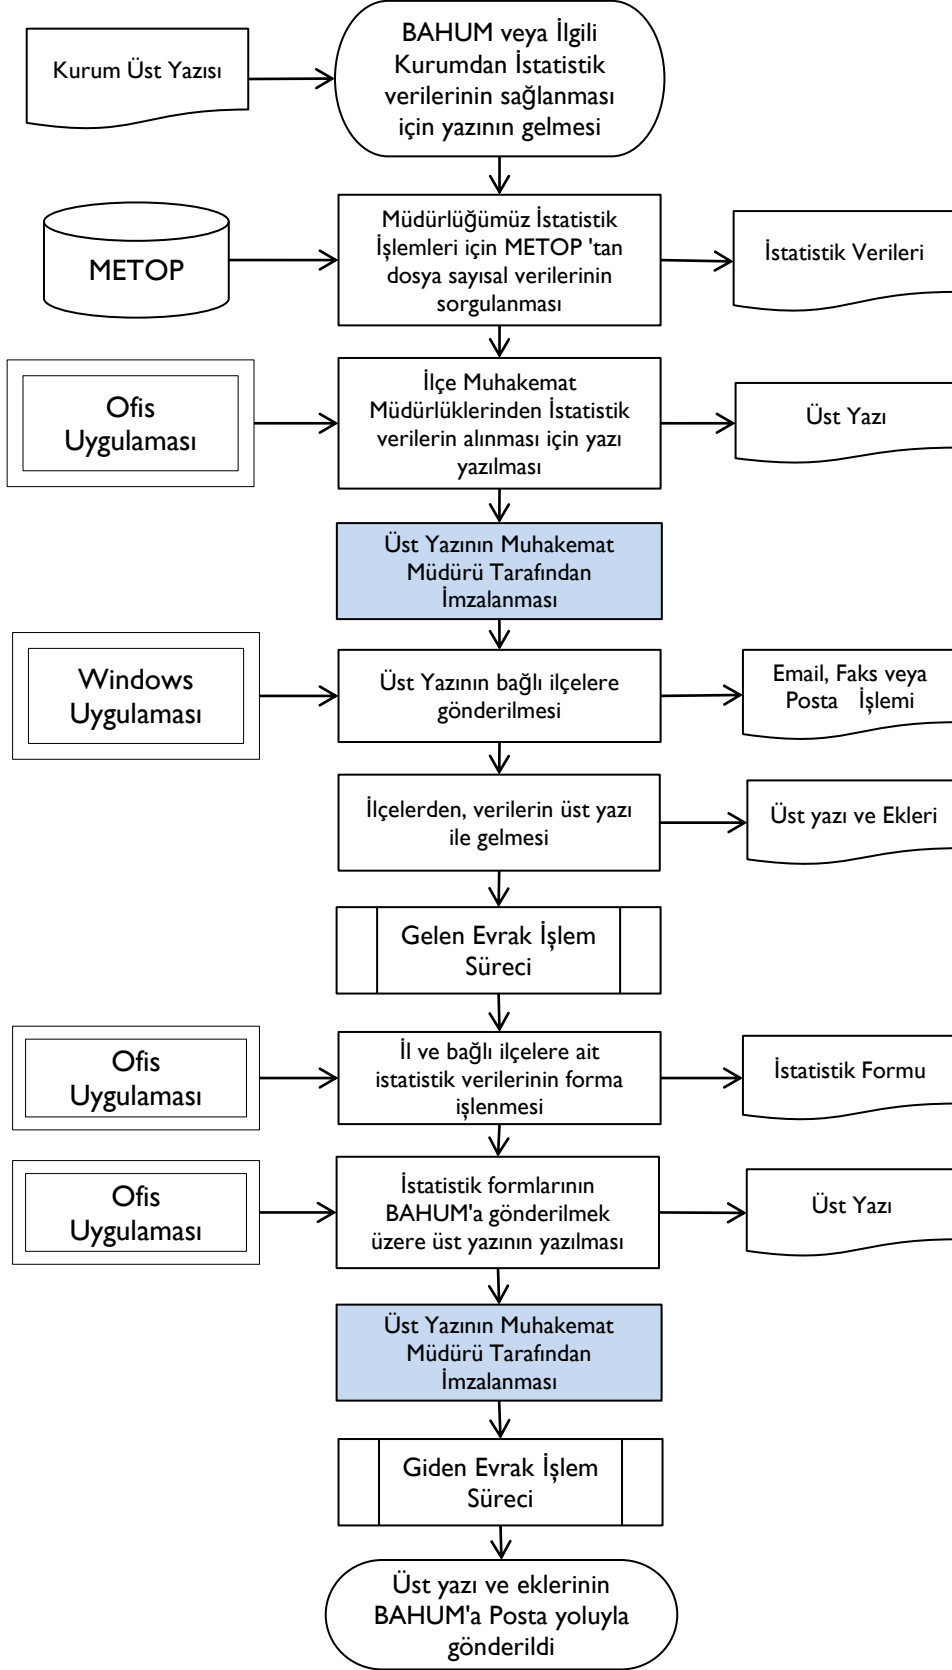 Kurum Üst Yazısı
BAHUM veya İlgili
Kurumdan İstatistik
verilerinin sağlanması
için yazının gelmesi
METOP
Müdürlüğümüz İstatistik
İşlemleri için METOP 'tan
dosya sayısal verilerinin
sorgulanması
İstatistik Verileri
Ofis
Uygulaması
İlçe Muhakemat
Müdürlüklerinden İstatistik
verilerin alınması için yazı
yazılması
Üst Yazı
Üst Yazının Muhakemat
Müdürü Tarafından
İmzalanması
Windows
Uygulaması
Üst Yazının bağlı ilçelere
gönderilmesi
Email, Faks veya
Posta İşlemi
İlçelerden, verilerin üst yazı
ile gelmesi
Üst yazı ve Ekleri
Gelen Evrak İşlem
Süreci
Ofis
Uygulaması
İl ve bağlı ilçelere ait
istatistik verilerinin forma
işlenmesi
İstatistik Formu
Ofis
Uygulaması
İstatistik formlarının
BAHUM'a gönderilmek
üzere üst yazının yazılması
Üst Yazı
Üst Yazının Muhakemat
Müdürü Tarafından
İmzalanması
Giden Evrak İşlem
Süreci
Üst yazı ve eklerinin
BAHUM'a Posta yoluyla
gönderildi